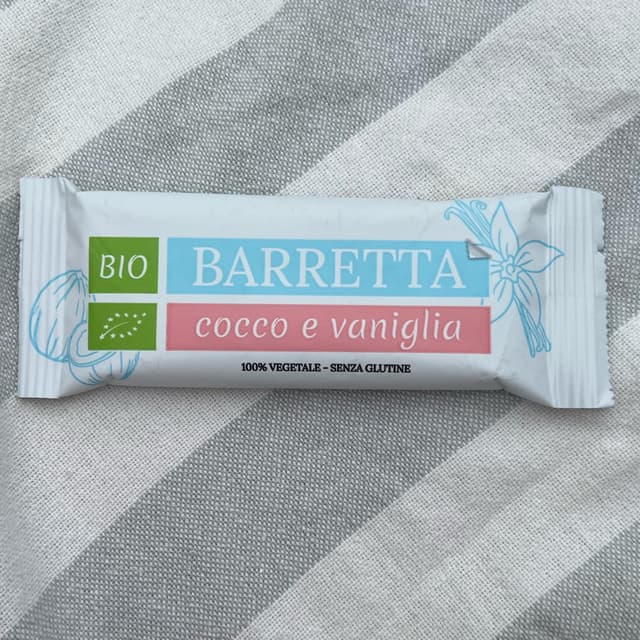 BIO
BARRETTA
cocco e vaniglia
100% VEGETALE - SENZA GLUTINE